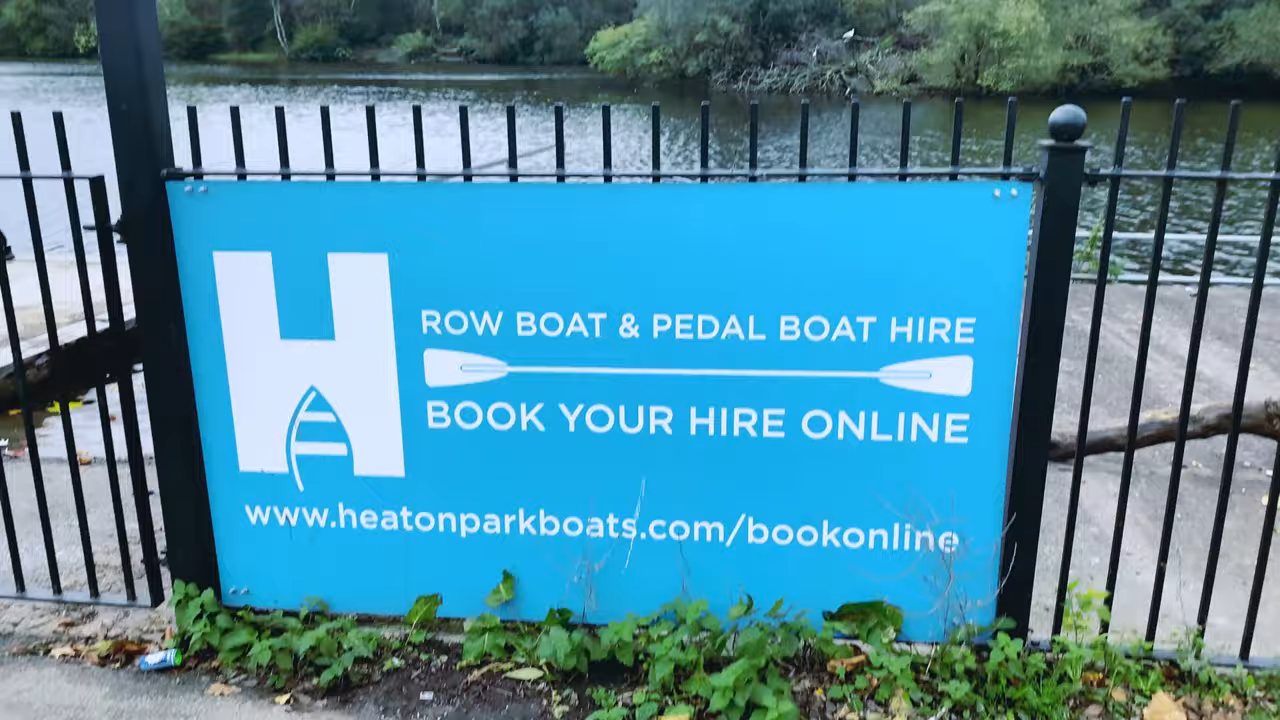 H
ROW BOAT & PEDAL BOAT HIRE
BOOK YOUR HIRE ONLINE
www.heatonparkboats.com/bookonline